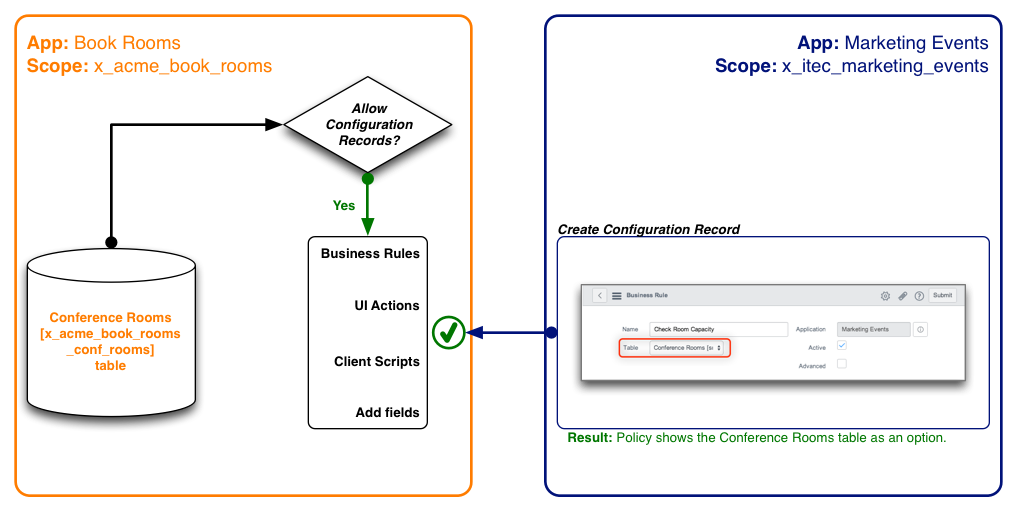 App: Book Rooms
Scope: x_acme_book_rooms
Allow
Configuration
Records?
Yes
Conference Rooms
[x_acme_book_rooms
_conf_rooms]
table
Business Rules
UI Actions
Client Scripts
Add fields
App: Marketing Events
Scope: x_itec_marketing_events
Create Configuration Record
Business Rule
Submit
Name Check Room Capacity Application Marketing Events
Table Conference Rooms [x Active
Advanced
Result: Policy shows the Conference Rooms table as an option.